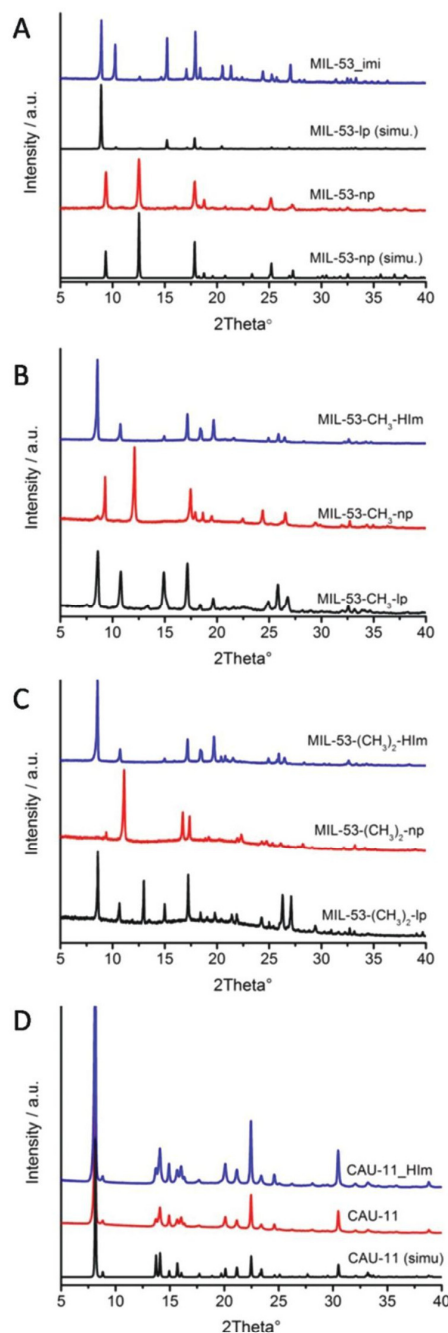 A
Intensity / a.u.
MIL-53_imi
MIL-53-lp (simu.)
MIL-53-np
MIL-53-np (simu.)
5 10 15 20 25 30 35 40
2Theta°
B
Intensity / a.u.
MIL-53-CH₃-HIm
MIL-53-CH₃-np
MIL-53-CH₃-lp
5 10 15 20 25 30 35 40
2Theta°
C
Intensity / a.u.
MIL-53-(CH₃)₂-HIm
MIL-53-(CH₃)₂-np
MIL-53-(CH₃)₂-lp
5 10 15 20 25 30 35 40
2Theta°
D
Intensity / a.u.
CAU-11_HIm
CAU-11
CAU-11 (simu)
5 10 15 20 25 30 35 40
2Theta°